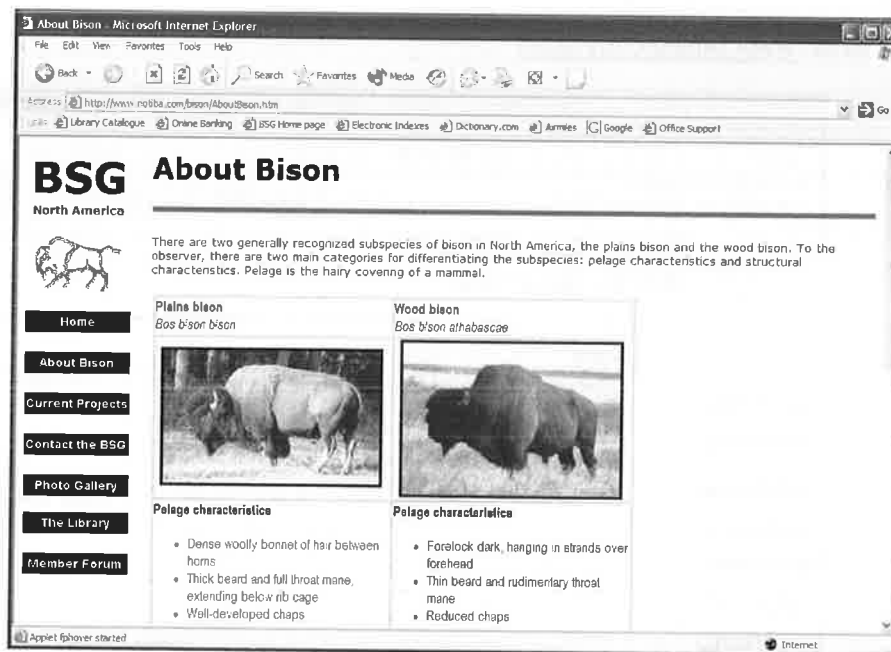 About Bison - Microsoft Internet Explorer
File Edit View Favorites Tools Help
Back Search Favorites Media
Address http://www.notiba.com/bison/AboutBison.htm Go
Links Library Catalogue Online Banking BSG Home page Electronic Indexes Dictionary.com Armies Google Office Support
BSG
North America
About Bison
There are two generally recognized subspecies of bison in North America, the plains bison and the wood bison. To the
observer, there are two main categories for differentiating the subspecies: pelage characteristics and structural
characteristics. Pelage is the hairy covering of a mammal.
Home
About Bison
Current Projects
Contact the BSG
Photo Gallery
The Library
Member Forum
Plains bison
Bos bison bison
Pelage characteristics
• Dense woolly bonnet of hair between
horns
• Thick beard and full throat mane,
extending below rib cage
• Well-developed chaps
Wood bison
Bos bison athabascae
Pelage characteristics
• Forelock dark, hanging in strands over
forehead
• Thin beard and rudimentary throat
mane
• Reduced chaps
Applet fphover started
Internet